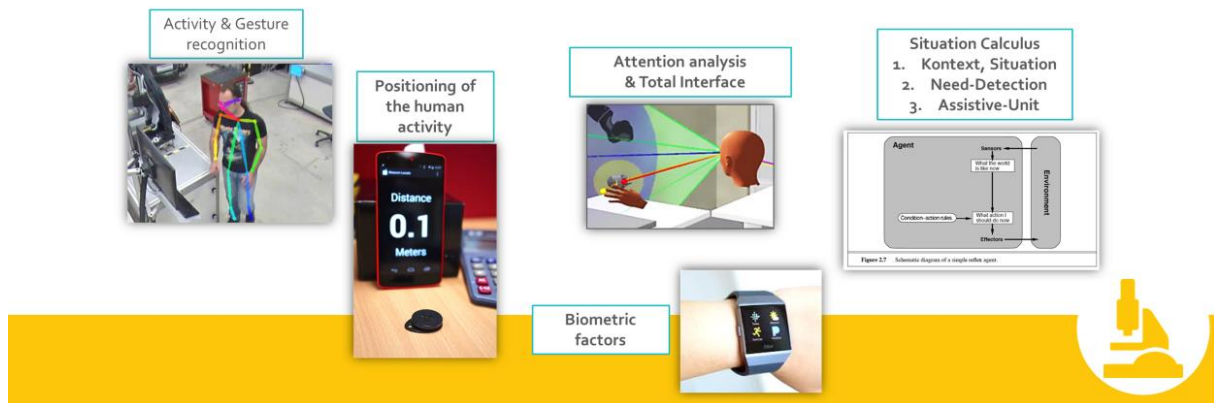 Activity & Gesture
recognition
Positioning of
the human
activity
Distance
0.1
Meters
Attention analysis
& Total Interface
Biometric
factors
Situation Calculus
1. Kontext, Situation
2. Need-Detection
3. Assistive-Unit
Agent
Sensors
What the world
is like now
Condition-action rules
What action I
should do now
Effectors
Environment
Figure 2.7 Schematic diagram of a simple reflex agent.